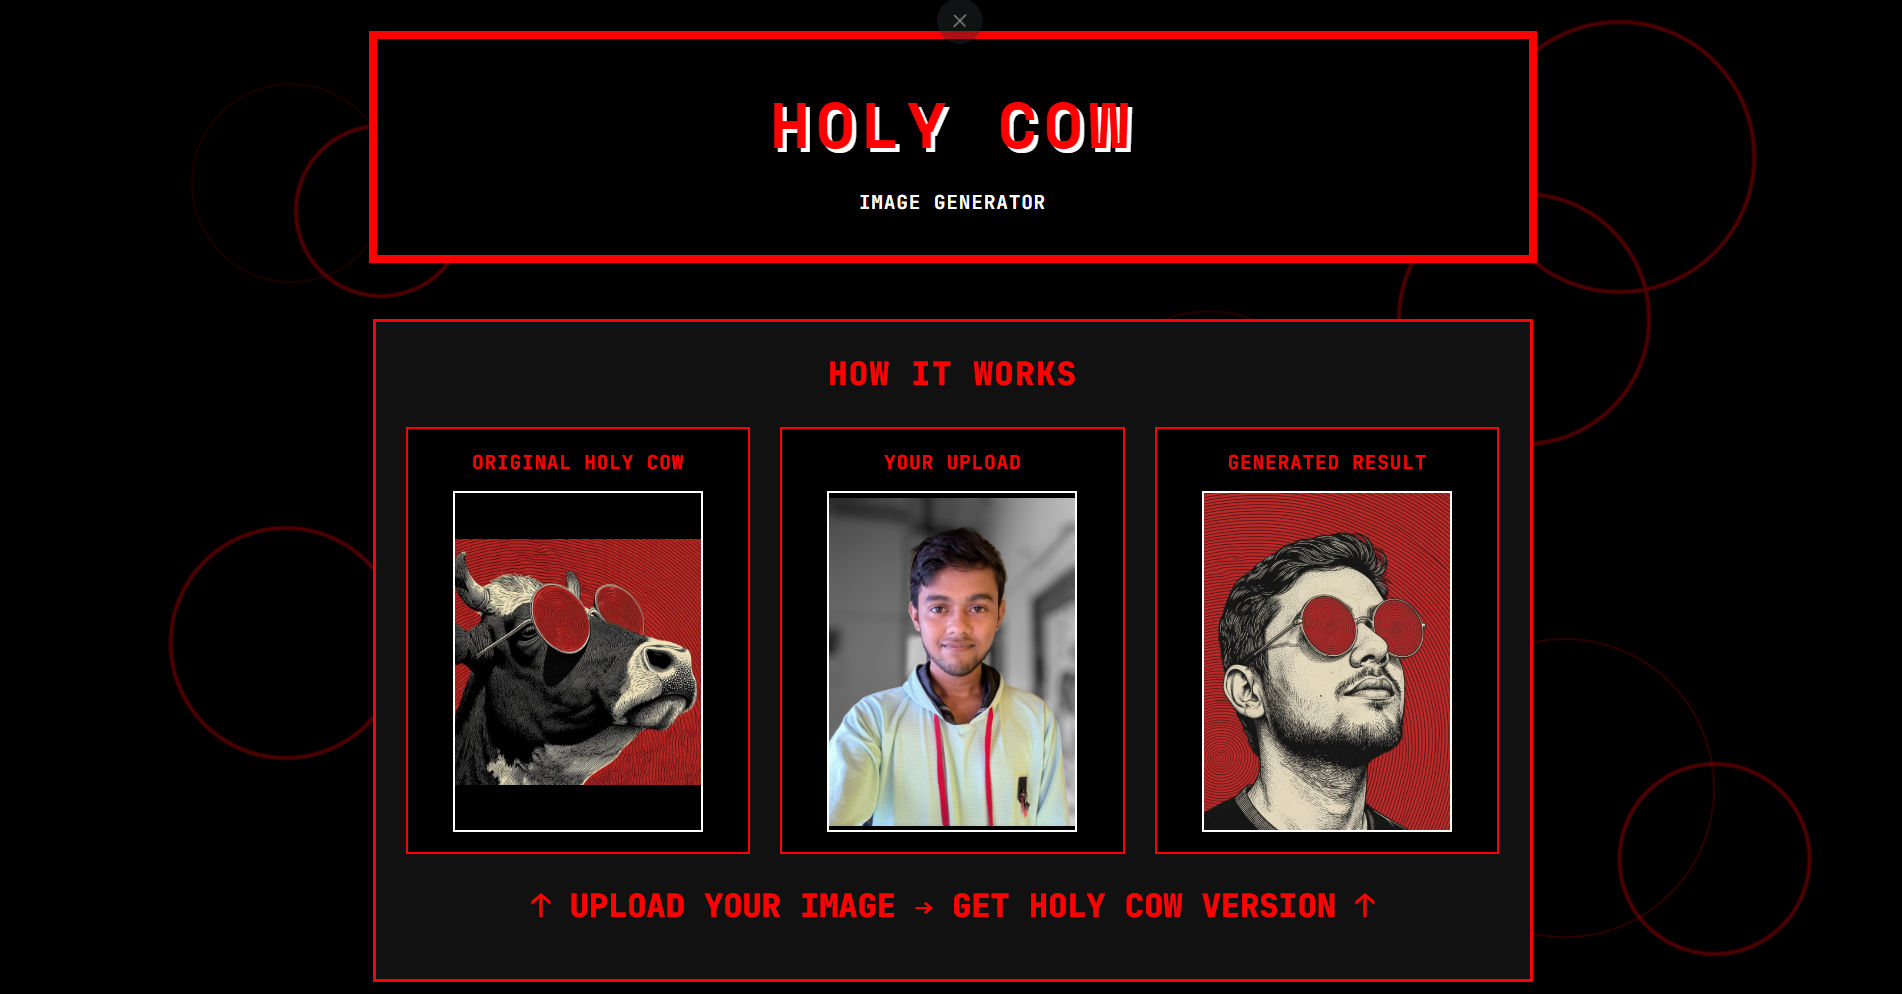 HOLY COW
IMAGE GENERATOR
HOW IT WORKS
ORIGINAL HOLY COW
YOUR UPLOAD
GENERATED RESULT
↑ UPLOAD YOUR IMAGE → GET HOLY COW VERSION ↑